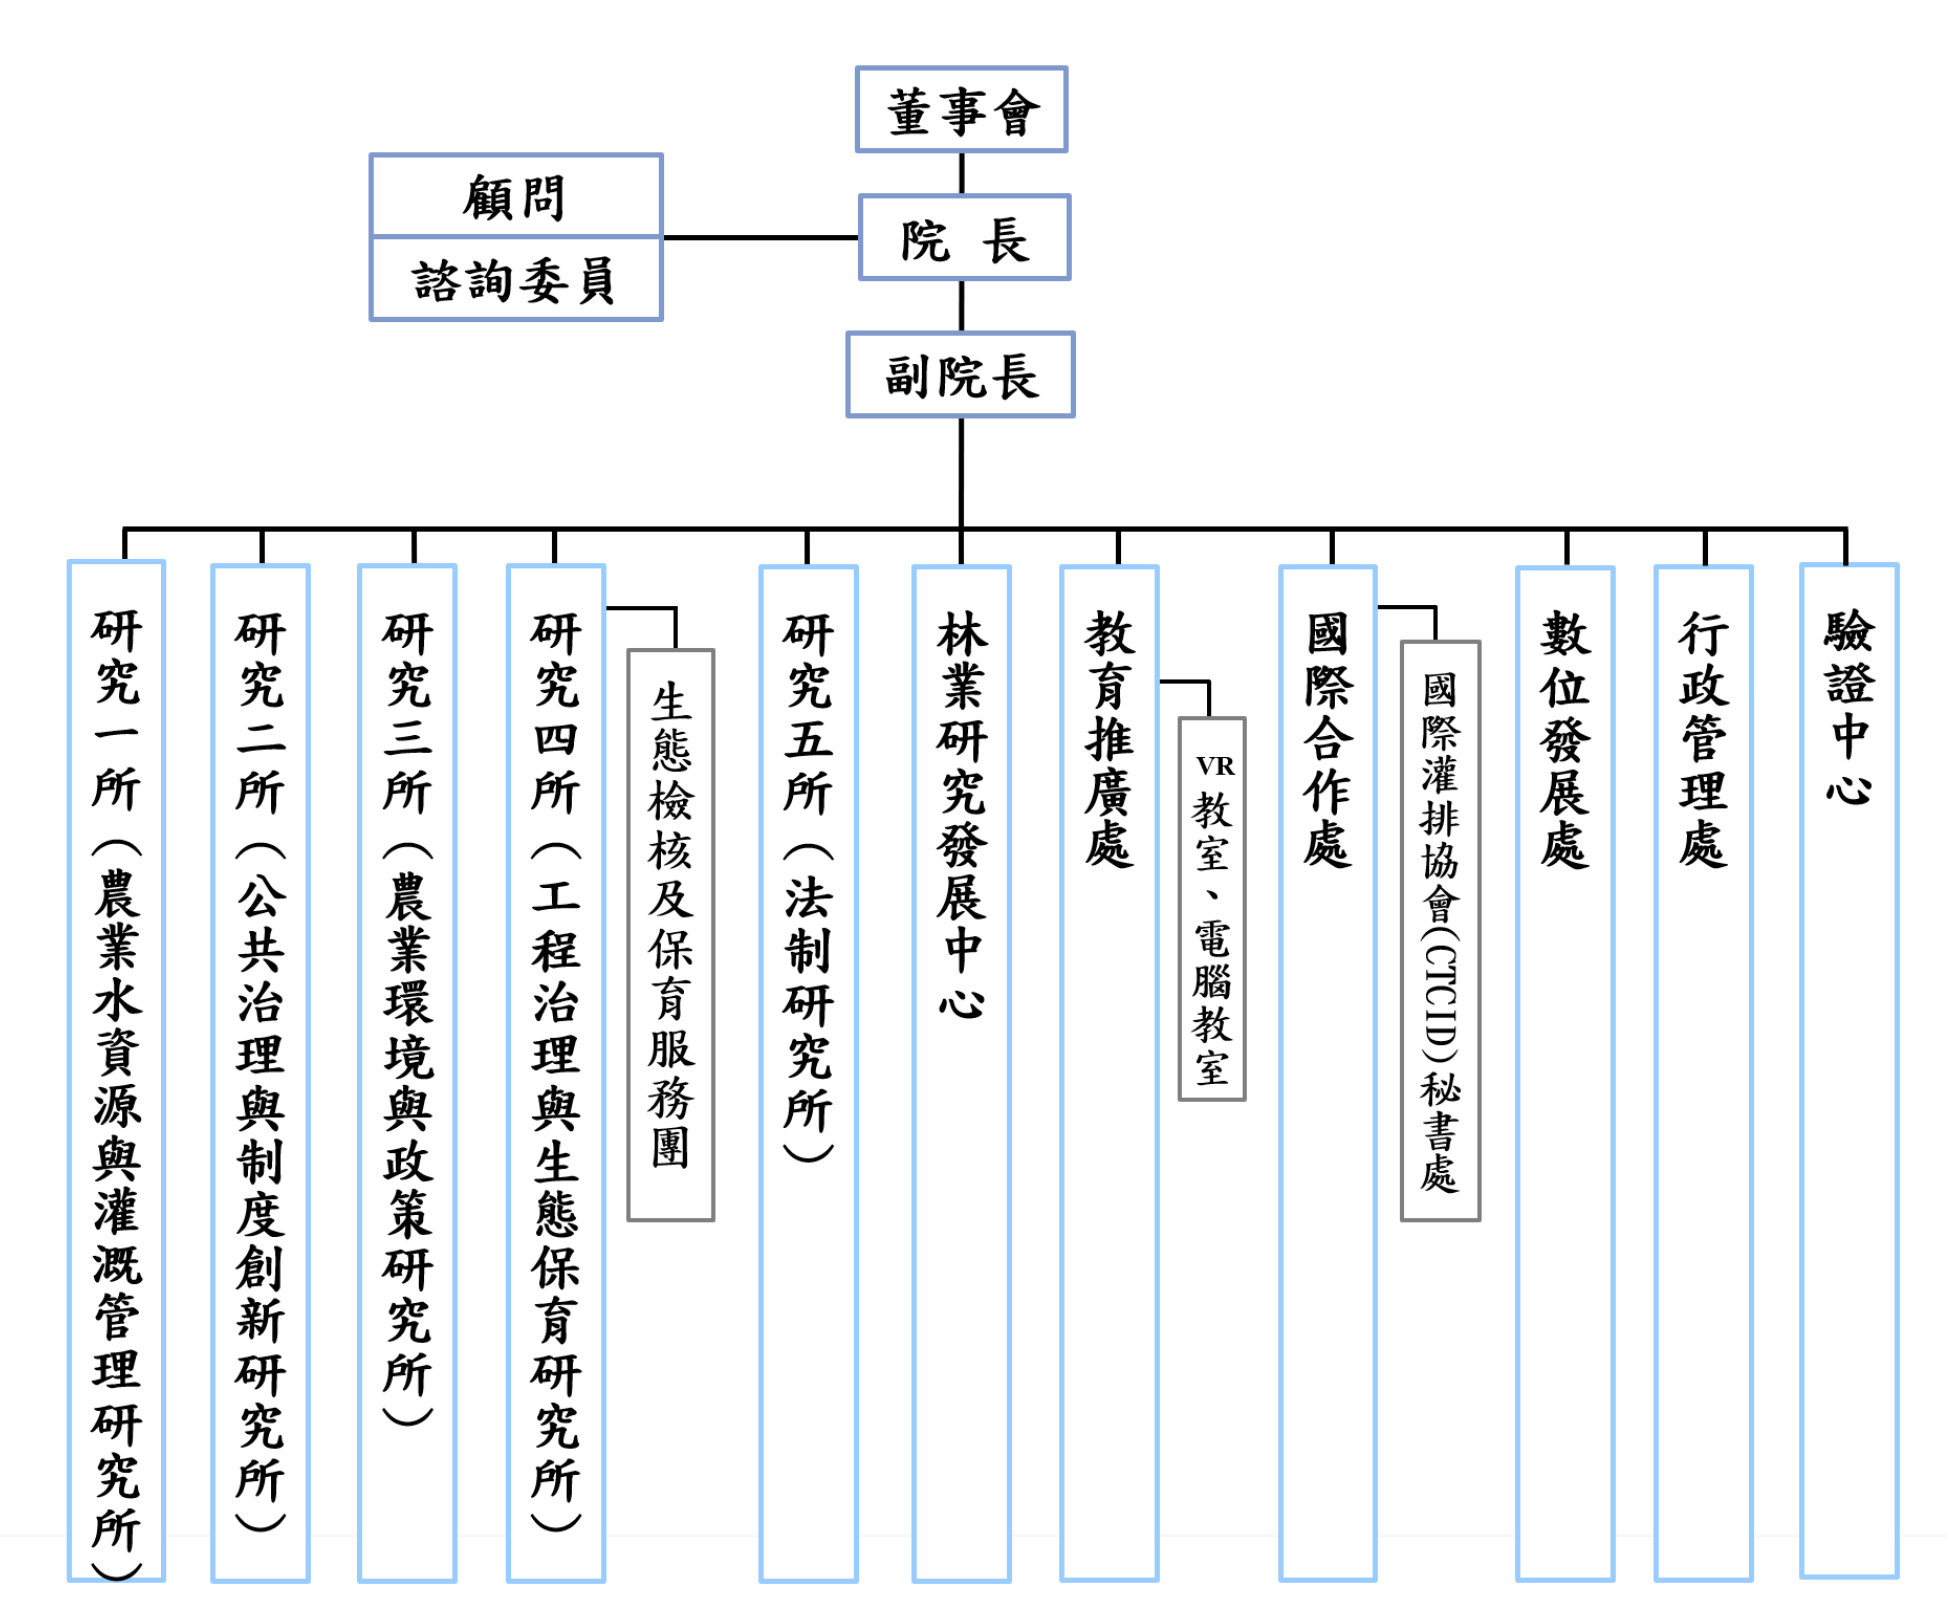 董事會
顧問
諮詢委員
院 長
副院長
研究一所（農業水資源與灌溉管理研究所）
研究二所（公共治理與制度創新研究所）
研究三所（農業環境與政策研究所）
研究四所（工程治理與生態保育研究所）
生態檢核及保育服務團
研究五所（法制研究所）
林業研究發展中心
教育推廣處
VR教室、電腦教室
國際合作處
國際灌排協會(CTCID)秘書處
數位發展處
行政管理處
驗證中心